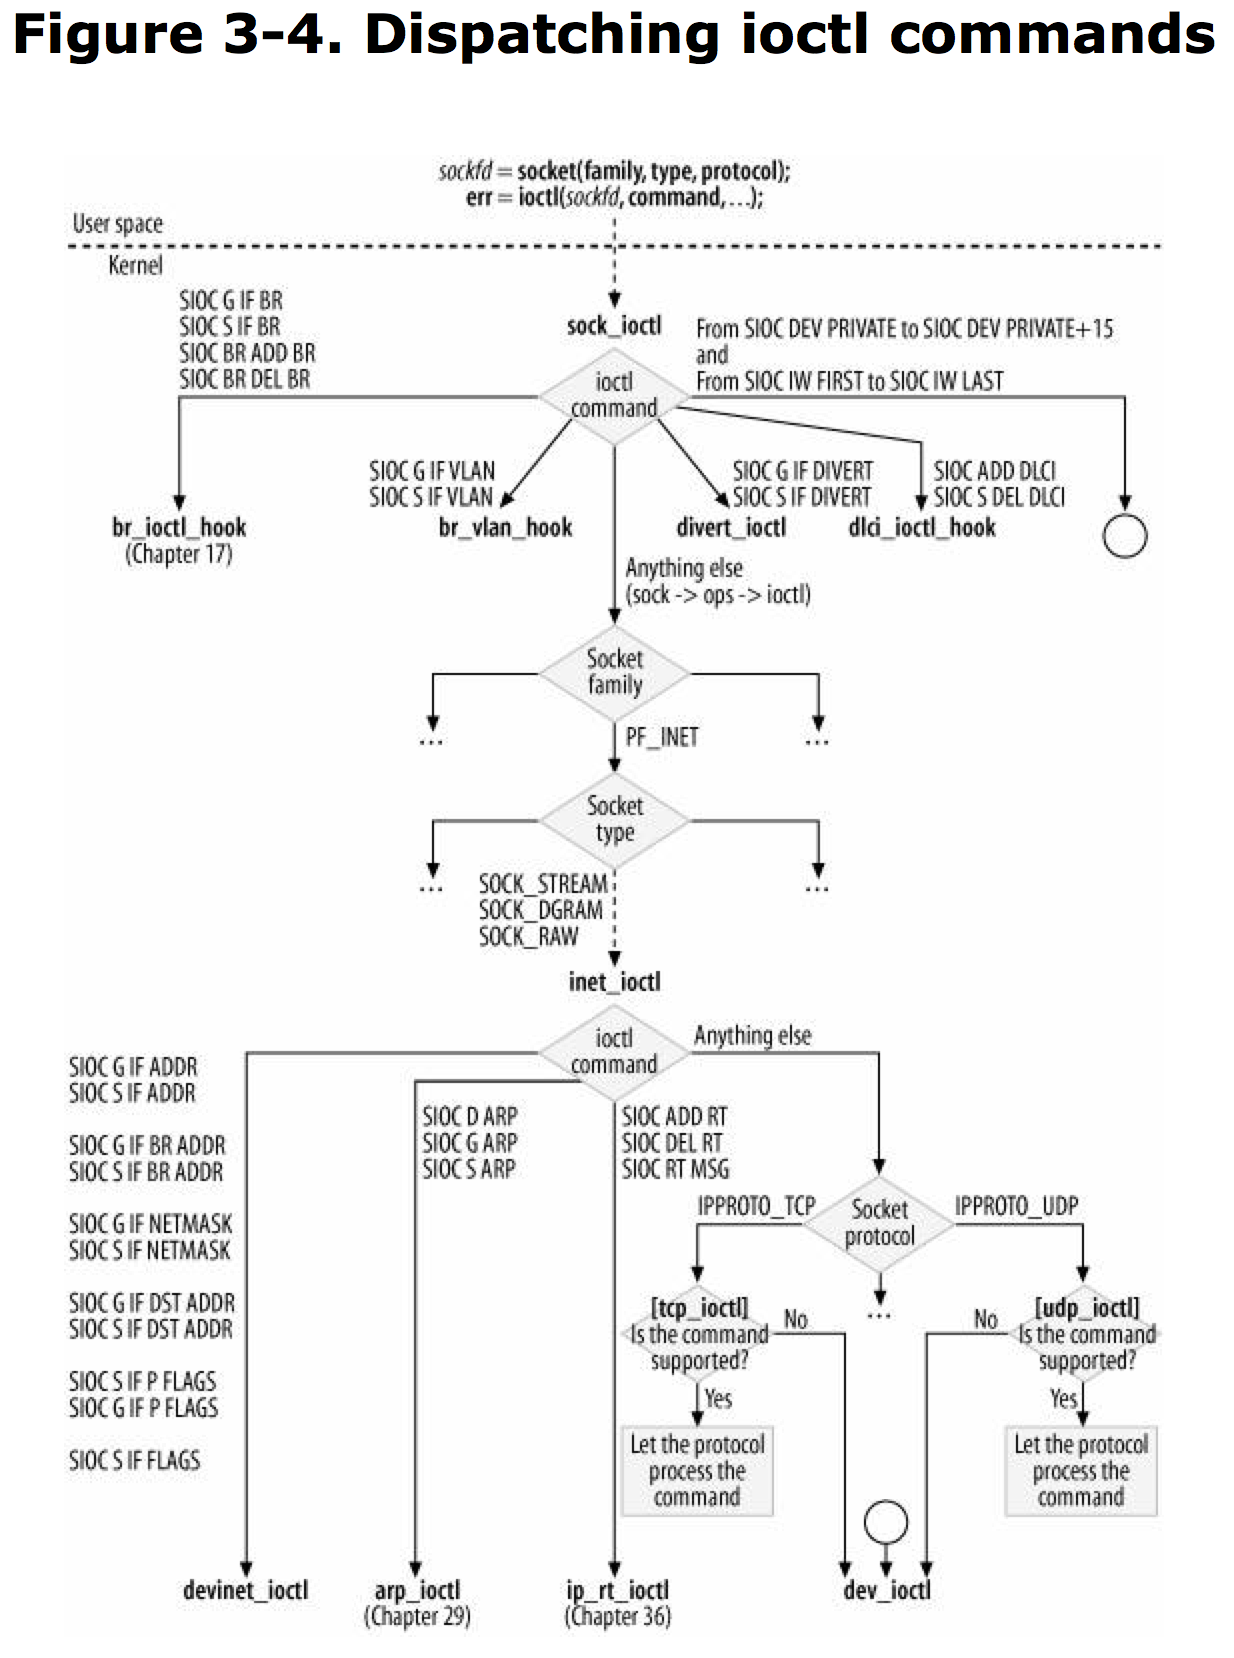 Figure 3-4. Dispatching ioctl commands
sockfd = socket(family, type, protocol);
err = ioctl(sockfd, command,...);
User space
Kernel
SIOC G IF BR
SIOC S IF BR
SIOC BR ADD BR
SIOC BR DEL BR
sock_ioctl
ioctl
command
From SIOC DEV PRIVATE to SIOC DEV PRIVATE+15
and
From SIOC IW FIRST to SIOC IW LAST
br_ioctl_hook
(Chapter 17)
SIOC G IF VLAN
SIOC S IF VLAN
br_vlan_hook
SIOC G IF DIVERT
SIOC S IF DIVERT
divert_ioctl
SIOC ADD DLCI
SIOC S DEL DLCI
dlci_ioctl_hook
Anything else
(sock -> ops -> ioctl)
Socket
family
...
PF_INET
...
Socket
type
...
SOCK_STREAM
SOCK_DGRAM
SOCK_RAW
...
inet_ioctl
ioctl
command
Anything else
SIOC G IF ADDR
SIOC S IF ADDR
SIOC G IF BR ADDR
SIOC S IF BR ADDR
SIOC G IF NETMASK
SIOC S IF NETMASK
SIOC G IF DST ADDR
SIOC S IF DST ADDR
SIOC S IF P FLAGS
SIOC G IF P FLAGS
SIOC S IF FLAGS
SIOC D ARP
SIOC G ARP
SIOC S ARP
SIOC ADD RT
SIOC DEL RT
SIOC RT MSG
IPPROTO_TCP
Socket
protocol
IPPROTO_UDP
...
[tcp_ioctl]
Is the command
supported?
No
Yes
Let the protocol
process the
command
No
[udp_ioctl]
Is the command
supported?
Yes
Let the protocol
process the
command
devinet_ioctl
arp_ioctl
(Chapter 29)
ip_rt_ioctl
(Chapter 36)
dev_ioctl